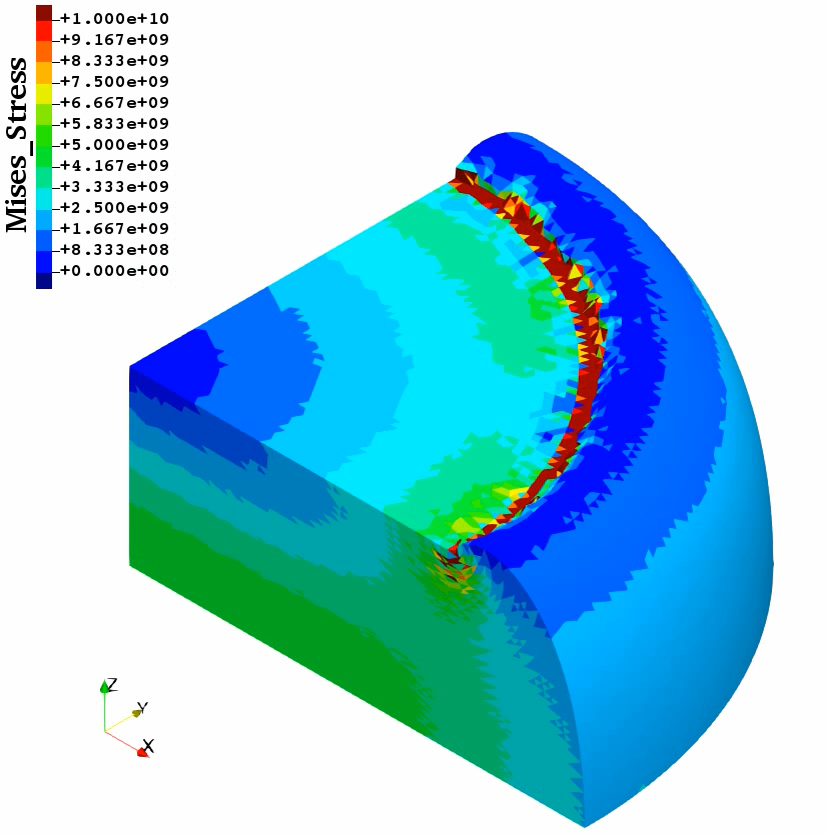 Mises_Stress
+1.000e+10
+9.167e+09
+8.333e+09
+7.500e+09
+6.667e+09
+5.833e+09
+5.000e+09
+4.167e+09
+3.333e+09
+2.500e+09
+1.667e+09
+8.333e+08
+0.000e+00
Z
Y
X